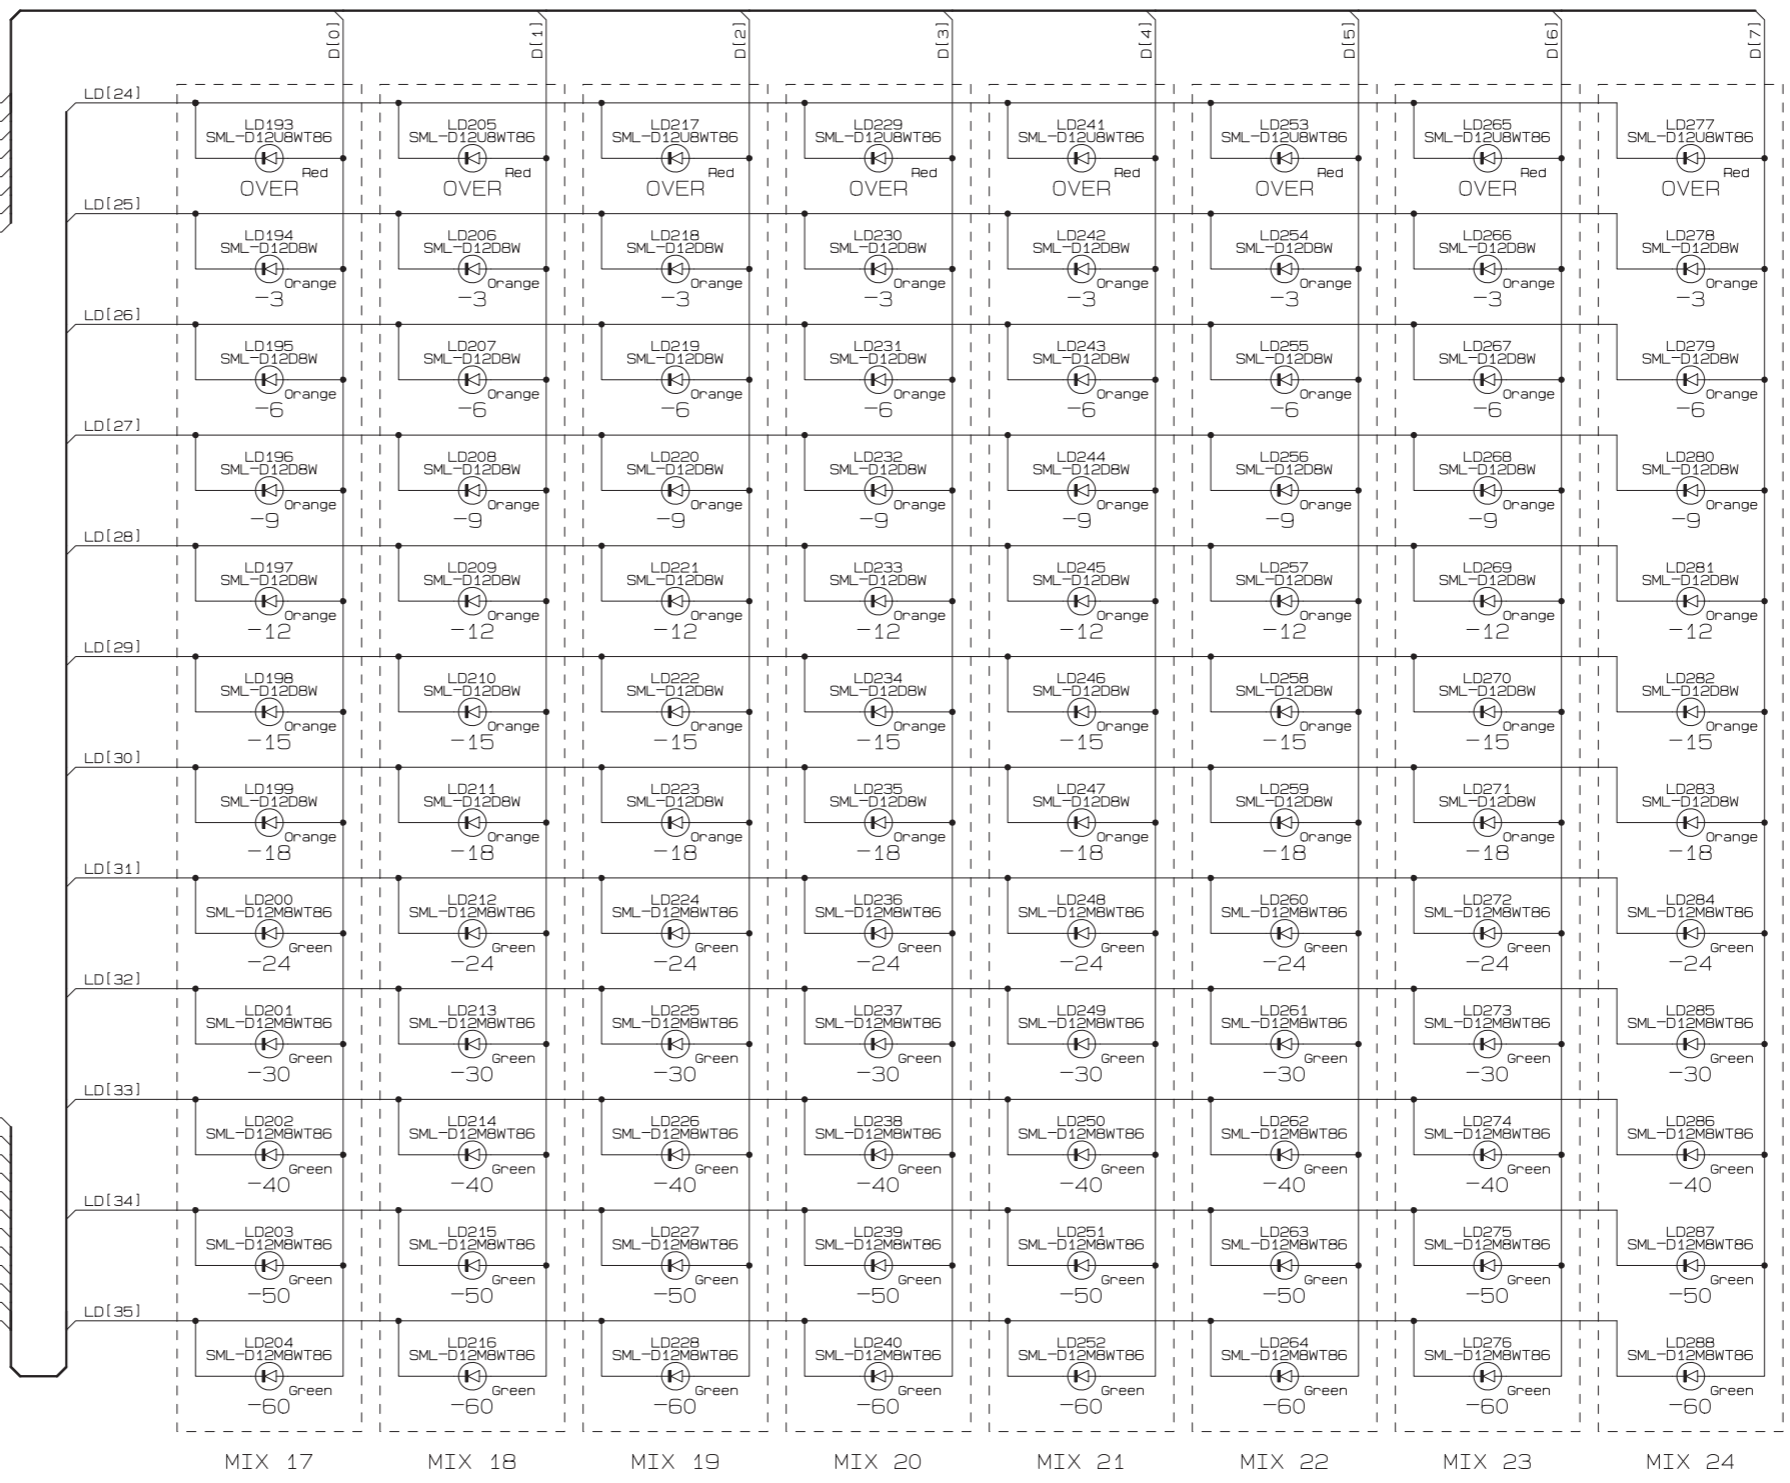 D[0] D[1] D[2] D[3] D[4] D[5] D[6] D[7]
LD[24]
LD193 LD205 LD217 LD229 LD241 LD253 LD265 LD277
SML-D12U8WT86 SML-D12U8WT86 SML-D12U8WT86 SML-D12U8WT86 SML-D12U8WT86 SML-D12U8WT86 SML-D12U8WT86 SML-D12U8WT86
Red Red Red Red Red Red Red Red
OVER OVER OVER OVER OVER OVER OVER OVER
LD[25]
LD194 LD206 LD218 LD230 LD242 LD254 LD266 LD278
SML-D12D8W SML-D12D8W SML-D12D8W SML-D12D8W SML-D12D8W SML-D12D8W SML-D12D8W SML-D12D8W
Orange Orange Orange Orange Orange Orange Orange Orange
-3 -3 -3 -3 -3 -3 -3 -3
LD[26]
LD195 LD207 LD219 LD231 LD243 LD255 LD267 LD279
SML-D12D8W SML-D12D8W SML-D12D8W SML-D12D8W SML-D12D8W SML-D12D8W SML-D12D8W SML-D12D8W
Orange Orange Orange Orange Orange Orange Orange Orange
-6 -6 -6 -6 -6 -6 -6 -6
LD[27]
LD196 LD208 LD220 LD232 LD244 LD256 LD268 LD280
SML-D12D8W SML-D12D8W SML-D12D8W SML-D12D8W SML-D12D8W SML-D12D8W SML-D12D8W SML-D12D8W
Orange Orange Orange Orange Orange Orange Orange Orange
-9 -9 -9 -9 -9 -9 -9 -9
LD[28]
LD197 LD209 LD221 LD233 LD245 LD257 LD269 LD281
SML-D12D8W SML-D12D8W SML-D12D8W SML-D12D8W SML-D12D8W SML-D12D8W SML-D12D8W SML-D12D8W
Orange Orange Orange Orange Orange Orange Orange Orange
-12 -12 -12 -12 -12 -12 -12 -12
LD[29]
LD198 LD210 LD222 LD234 LD246 LD258 LD270 LD282
SML-D12D8W SML-D12D8W SML-D12D8W SML-D12D8W SML-D12D8W SML-D12D8W SML-D12D8W SML-D12D8W
Orange Orange Orange Orange Orange Orange Orange Orange
-15 -15 -15 -15 -15 -15 -15 -15
LD[30]
LD199 LD211 LD223 LD235 LD247 LD259 LD271 LD283
SML-D12D8W SML-D12D8W SML-D12D8W SML-D12D8W SML-D12D8W SML-D12D8W SML-D12D8W SML-D12D8W
Orange Orange Orange Orange Orange Orange Orange Orange
-18 -18 -18 -18 -18 -18 -18 -18
LD[31]
LD200 LD212 LD224 LD236 LD248 LD260 LD272 LD284
SML-D12M8WT86 SML-D12M8WT86 SML-D12M8WT86 SML-D12M8WT86 SML-D12M8WT86 SML-D12M8WT86 SML-D12M8WT86 SML-D12M8WT86
Green Green Green Green Green Green Green Green
-24 -24 -24 -24 -24 -24 -24 -24
LD[32]
LD201 LD213 LD225 LD237 LD249 LD261 LD273 LD285
SML-D12M8WT86 SML-D12M8WT86 SML-D12M8WT86 SML-D12M8WT86 SML-D12M8WT86 SML-D12M8WT86 SML-D12M8WT86 SML-D12M8WT86
Green Green Green Green Green Green Green Green
-30 -30 -30 -30 -30 -30 -30 -30
LD[33]
LD202 LD214 LD226 LD238 LD250 LD262 LD274 LD286
SML-D12M8WT86 SML-D12M8WT86 SML-D12M8WT86 SML-D12M8WT86 SML-D12M8WT86 SML-D12M8WT86 SML-D12M8WT86 SML-D12M8WT86
Green Green Green Green Green Green Green Green
-40 -40 -40 -40 -40 -40 -40 -40
LD[34]
LD203 LD215 LD227 LD239 LD251 LD263 LD275 LD287
SML-D12M8WT86 SML-D12M8WT86 SML-D12M8WT86 SML-D12M8WT86 SML-D12M8WT86 SML-D12M8WT86 SML-D12M8WT86 SML-D12M8WT86
Green Green Green Green Green Green Green Green
-50 -50 -50 -50 -50 -50 -50 -50
LD[35]
LD204 LD216 LD228 LD240 LD252 LD264 LD276 LD288
SML-D12M8WT86 SML-D12M8WT86 SML-D12M8WT86 SML-D12M8WT86 SML-D12M8WT86 SML-D12M8WT86 SML-D12M8WT86 SML-D12M8WT86
Green Green Green Green Green Green Green Green
-60 -60 -60 -60 -60 -60 -60 -60
MIX 17 MIX 18 MIX 19 MIX 20 MIX 21 MIX 22 MIX 23 MIX 24